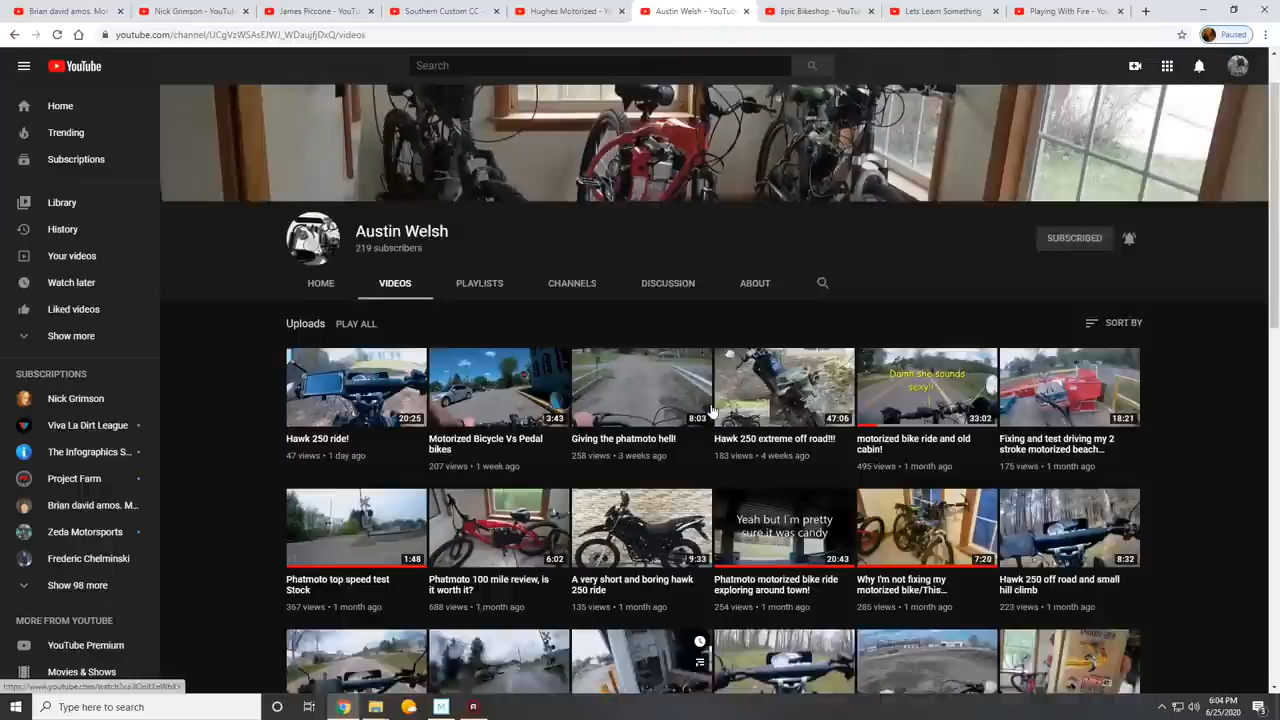 Brian david amos. Mot
Nick Grimson - YouTu
James Piccone - YouTu
Southern Custom CC -
Hughes Motorized - Yo
Austin Welsh - YouTub
Epic Bikeshop - YouTu
Lets Learn Something
Playing With Fire - You
youtube.com/channel/UCgVzWSAsEJWJ_WDaujfjDxQ/videos
Paused
YouTube
Search
Home
Trending
Subscriptions
Library
History
Your videos
Watch later
Liked videos
Show more
SUBSCRIPTIONS
Nick Grimson
Viva La Dirt League
The Infographics S...
Project Farm
Brian david amos. M...
Zeda Motorsports
Frederic Chelminski
Show 98 more
MORE FROM YOUTUBE
YouTube Premium
Movies & Shows
Austin Welsh
219 subscribers
SUBSCRIBED
HOME VIDEOS PLAYLISTS CHANNELS DISCUSSION ABOUT
Uploads PLAY ALL
SORT BY
20:25
Hawk 250 ride!
47 views • 1 day ago
3:43
Motorized Bicycle Vs Pedal
bikes
207 views • 1 week ago
8:03
Giving the phatmoto hell!
258 views • 3 weeks ago
47:06
Hawk 250 extreme off road!!!
183 views • 4 weeks ago
Damn she sounds
sexy!!
33:02
motorized bike ride and old
cabin!
495 views • 1 month ago
18:21
Fixing and test driving my 2
stroke motorized beach...
175 views • 1 month ago
1:48
Phatmoto top speed test
Stock
367 views • 1 month ago
6:02
Phatmoto 100 mile review, is
it worth it?
688 views • 1 month ago
9:33
A very short and boring hawk
250 ride
135 views • 1 month ago
Yeah but I'm pretty
sure it was candy
20:43
Phatmoto motorized bike ride
exploring around town!
254 views • 1 month ago
7:20
Why I'm not fixing my
motorized bike/This...
285 views • 1 month ago
8:32
Hawk 250 off road and small
hill climb
223 views • 1 month ago
Type here to search
6:04 PM
6/25/2020